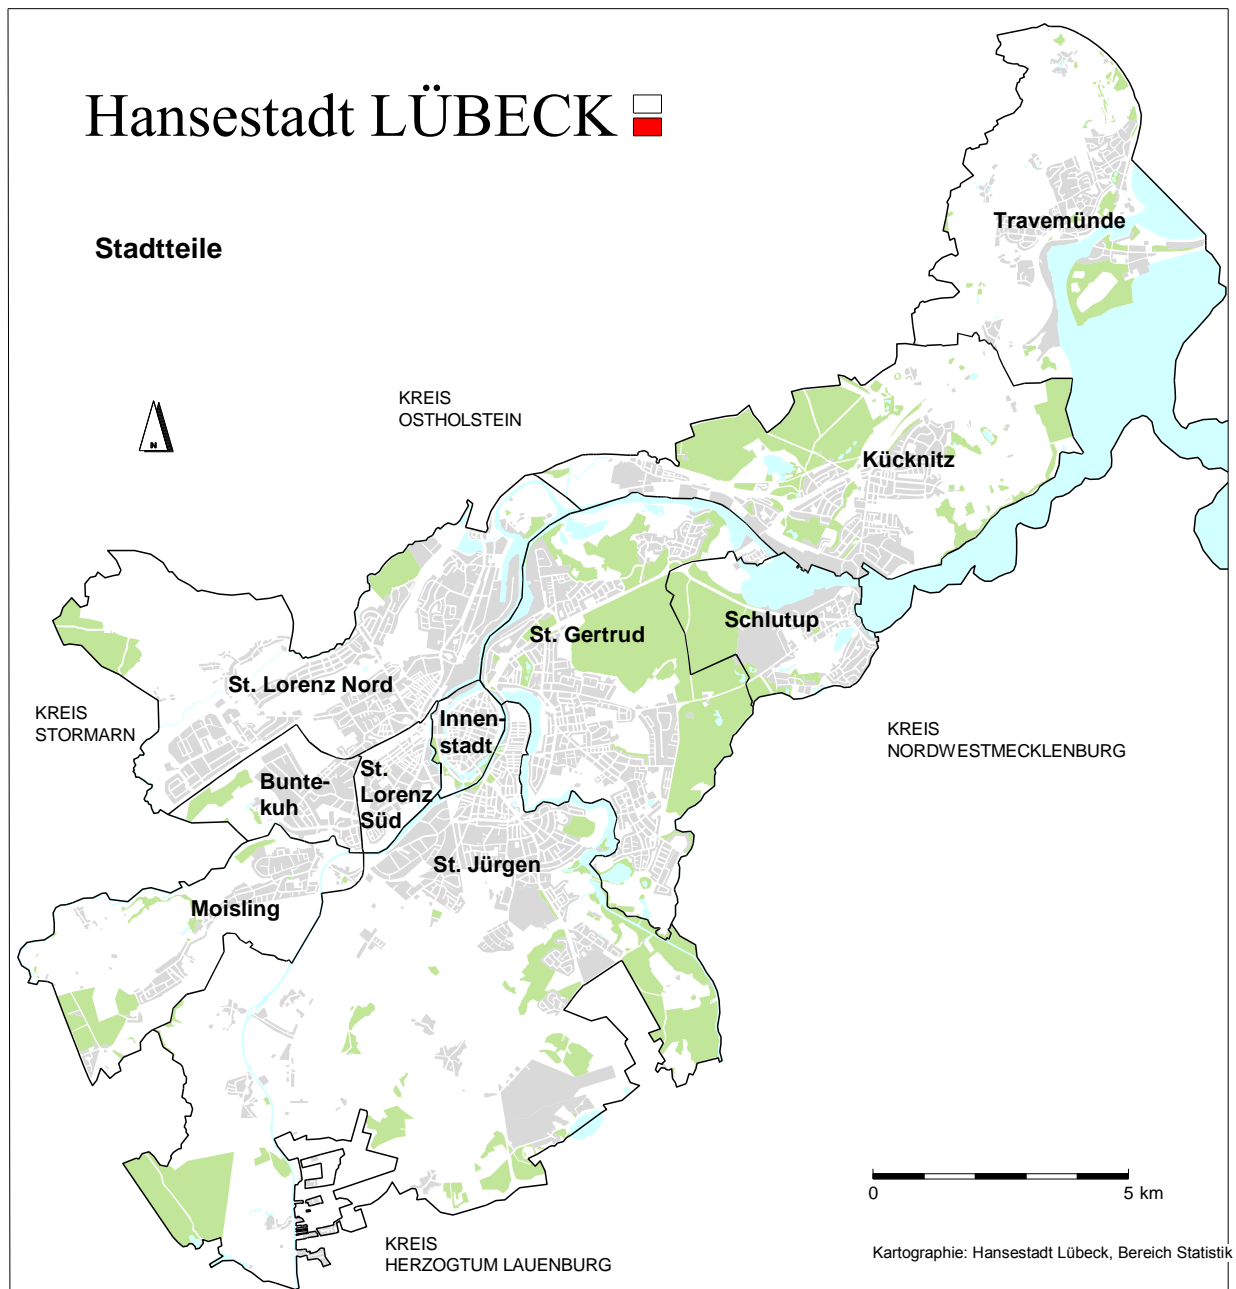 Hansestadt LÜBECK
Stadtteile
Travemünde
KREIS
OSTHOLSTEIN
Kücknitz
Schlutup
St. Gertrud
St. Lorenz Nord
KREIS
STORMARN
Innen-
stadt
KREIS
NORDWESTMECKLENBURG
Bunte-
kuh
St.
Lorenz
Süd
St. Jürgen
Moisling
N
0
5 km
KREIS
HERZOGTUM LAUENBURG
Kartographie: Hansestadt Lübeck, Bereich Statistik